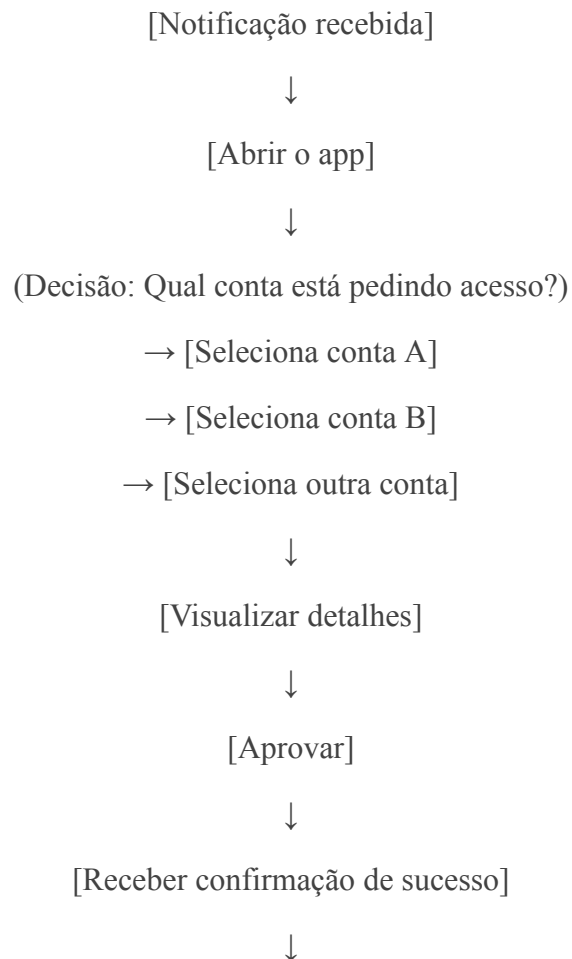 [Notificação recebida]
↓
[Abrir o app]
↓
(Decisão: Qual conta está pedindo acesso?)
→ [Seleciona conta A]
→ [Seleciona conta B]
→ [Seleciona outra conta]
↓
[Visualizar detalhes]
↓
[Aprovar]
↓
[Receber confirmação de sucesso]
↓